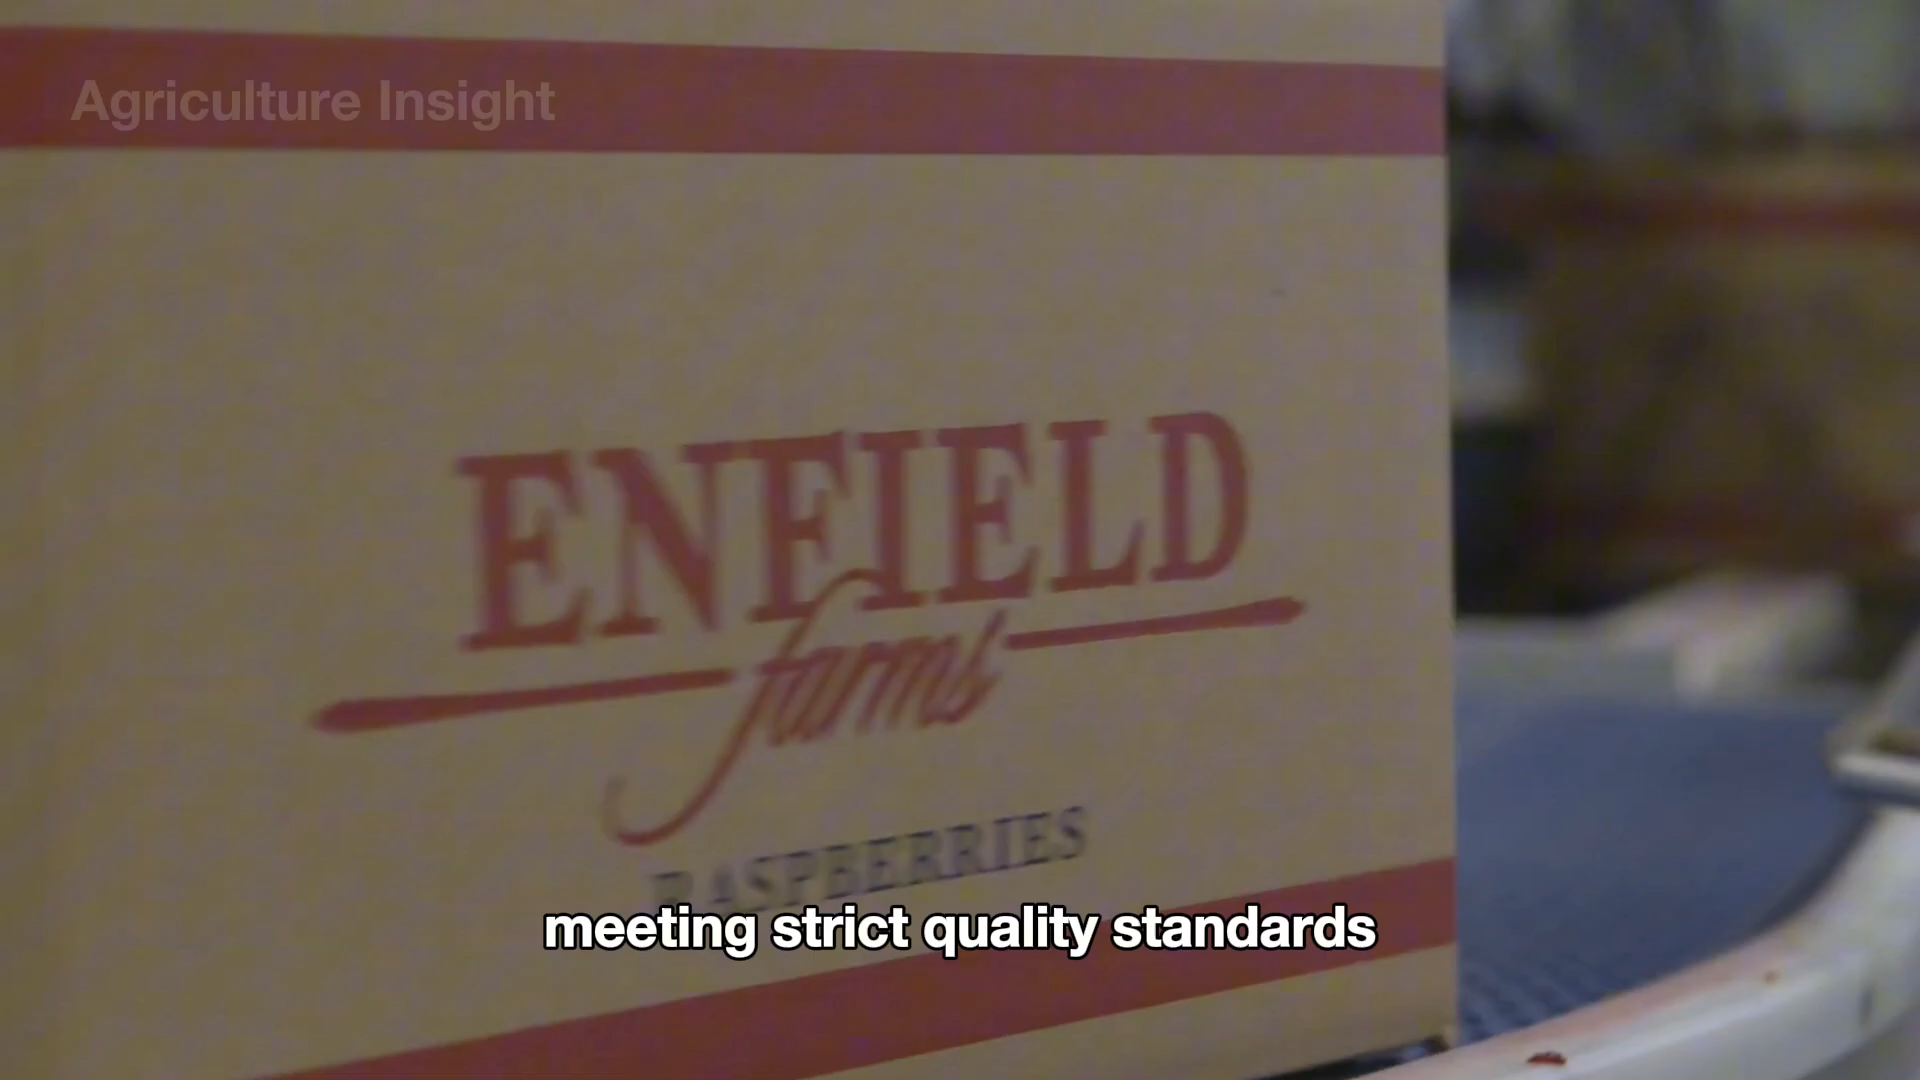 Agriculture Insight
ENFIELD
farms
RASPBERRIES
meeting strict quality standards